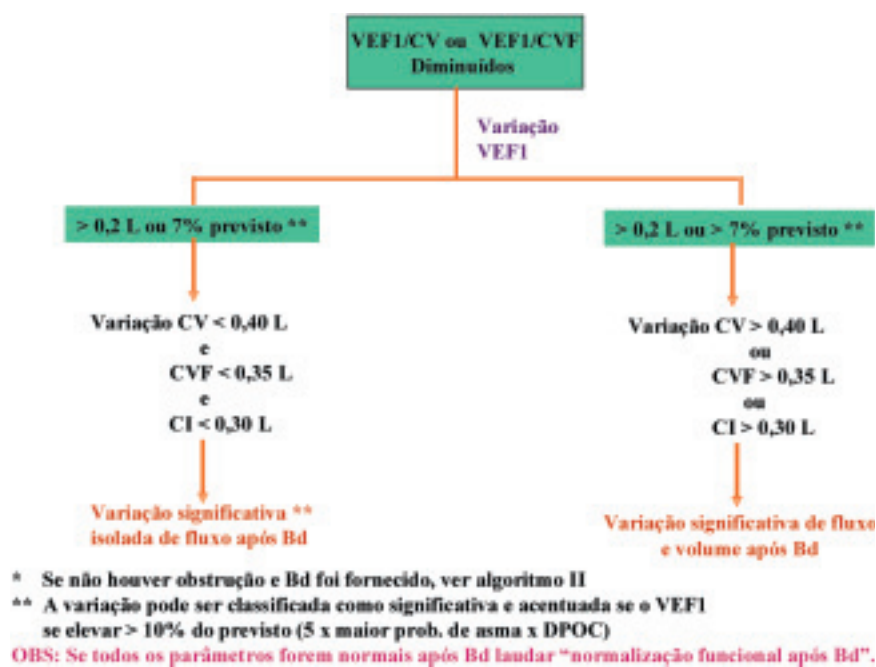 VEF1/CV ou VEF1/CVF
Diminuídos
Variação
VEF1
> 0,2 L ou 7% previsto **
> 0,2 L ou > 7% previsto **
Variação CV < 0,40 L
e
CVF < 0,35 L
e
CI < 0,30 L
Variação CV > 0,40 L
ou
CVF > 0,35 L
ou
CI > 0,30 L
Variação significativa **
isolada de fluxo após Bd
Variação significativa de fluxo
e volume após Bd
* Se não houver obstrução e Bd foi fornecido, ver algoritmo II
** A variação pode ser classificada como significativa e acentuada se o VEF1
se elevar > 10% do previsto (5 x maior prob. de asma x DPOC)
OBS: Se todos os parâmetros forem normais após Bd laudar "normalização funcional após Bd".